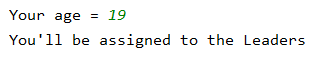 Your age = 19
You'll be assigned to the Leaders